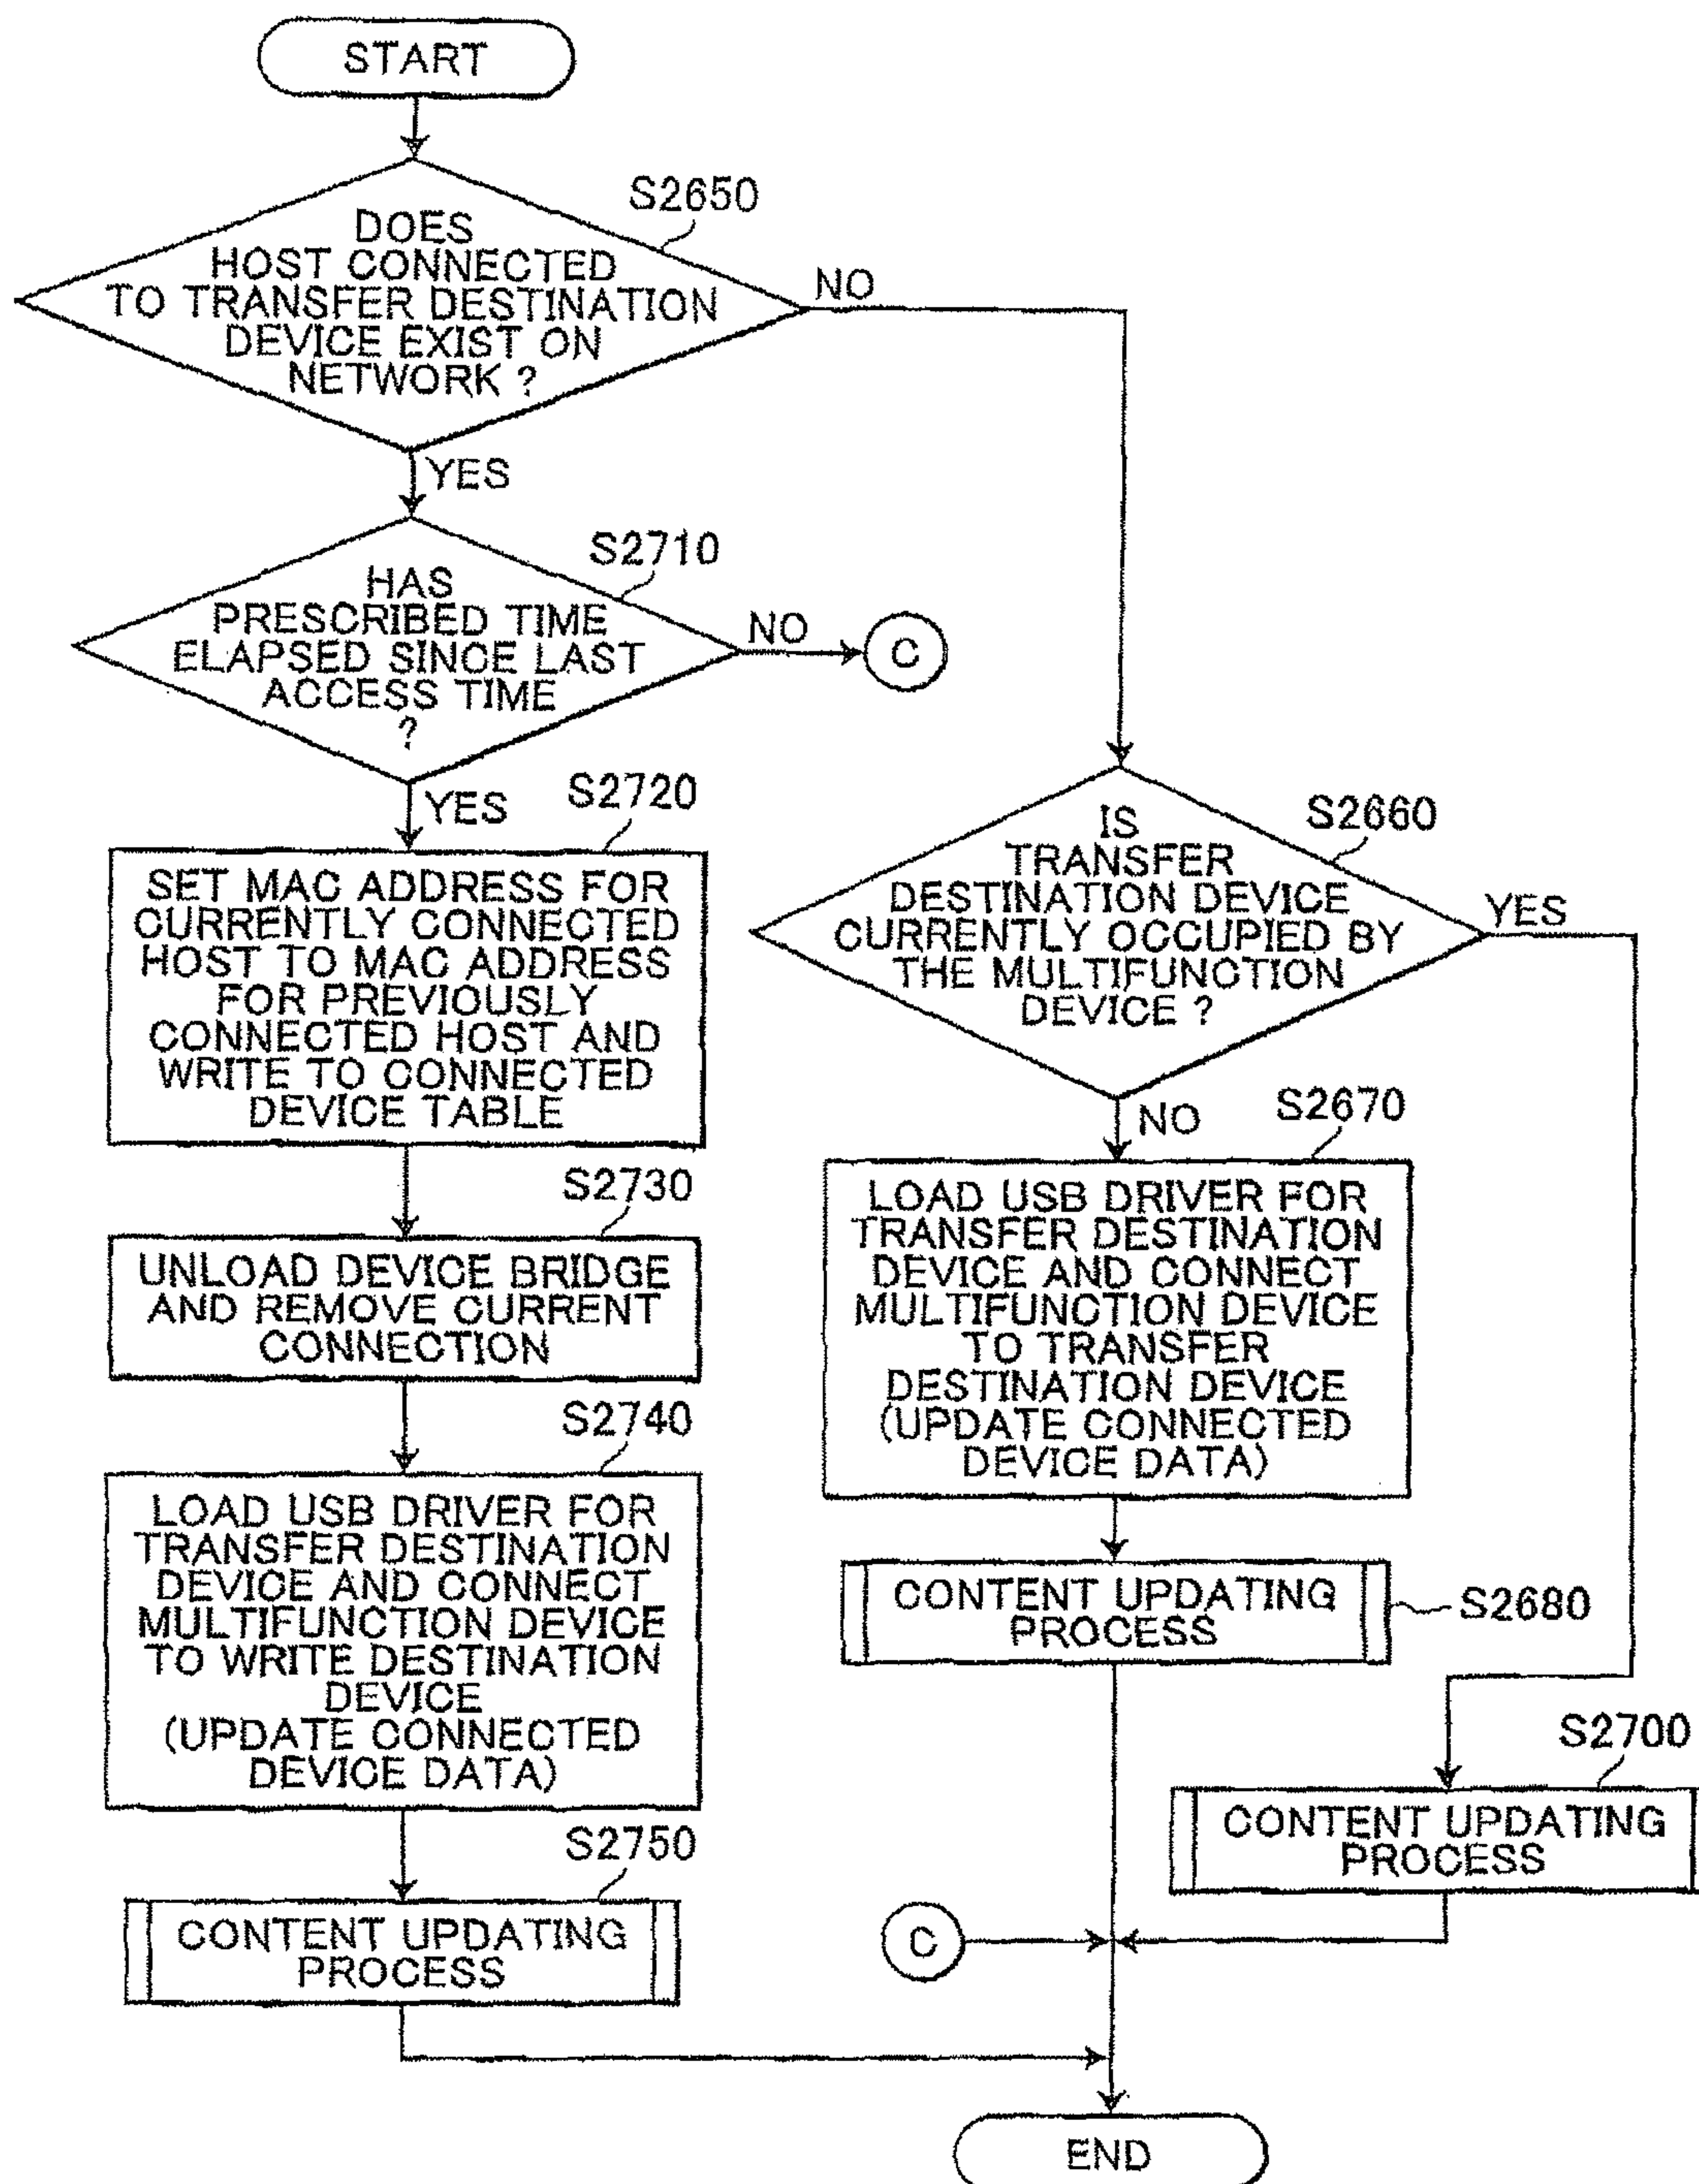 START
S2650
DOES
HOST CONNECTED
TO TRANSFER DESTINATION
DEVICE EXIST ON
NETWORK ?
NO
YES
S2710
HAS
PRESCRIBED TIME
ELAPSED SINCE LAST
ACCESS TIME
?
NO
C
YES
S2720
SET MAC ADDRESS FOR
CURRENTLY CONNECTED
HOST TO MAC ADDRESS
FOR PREVIOUSLY
CONNECTED HOST AND
WRITE TO CONNECTED
DEVICE TABLE
S2730
UNLOAD DEVICE BRIDGE
AND REMOVE CURRENT
CONNECTION
S2740
LOAD USB DRIVER FOR
TRANSFER DESTINATION
DEVICE AND CONNECT
MULTIFUNCTION DEVICE
TO WRITE DESTINATION
DEVICE
(UPDATE CONNECTED
DEVICE DATA)
S2750
CONTENT UPDATING
PROCESS
S2660
IS
TRANSFER
DESTINATION DEVICE
CURRENTLY OCCUPIED BY
THE MULTIFUNCTION
DEVICE ?
YES
NO
S2670
LOAD USB DRIVER FOR
TRANSFER DESTINATION
DEVICE AND CONNECT
MULTIFUNCTION DEVICE
TO TRANSFER
DESTINATION DEVICE
(UPDATE CONNECTED
DEVICE DATA)
CONTENT UPDATING
PROCESS
S2680
S2700
CONTENT UPDATING
PROCESS
C
END